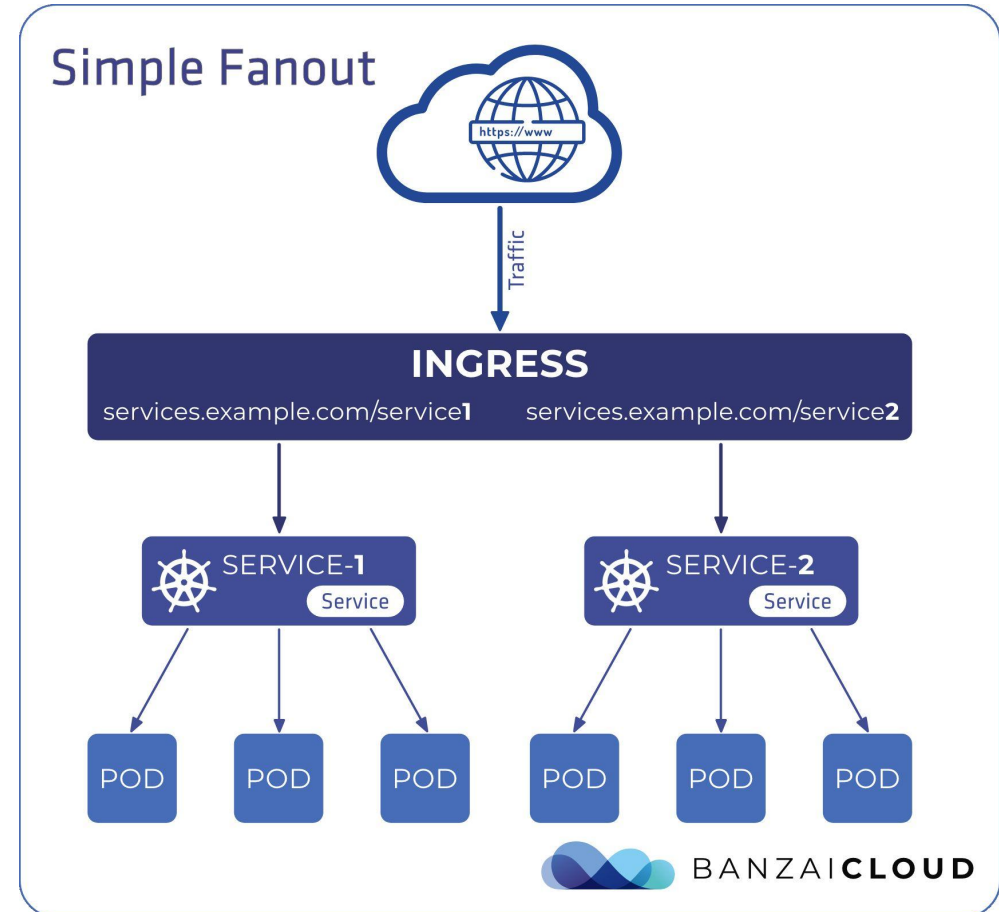 Simple Fanout
https://www
Traffic
INGRESS
services.example.com/service1 services.example.com/service2
SERVICE-1 SERVICE-2
Service Service
POD POD POD POD POD POD
BANZAICLOUD